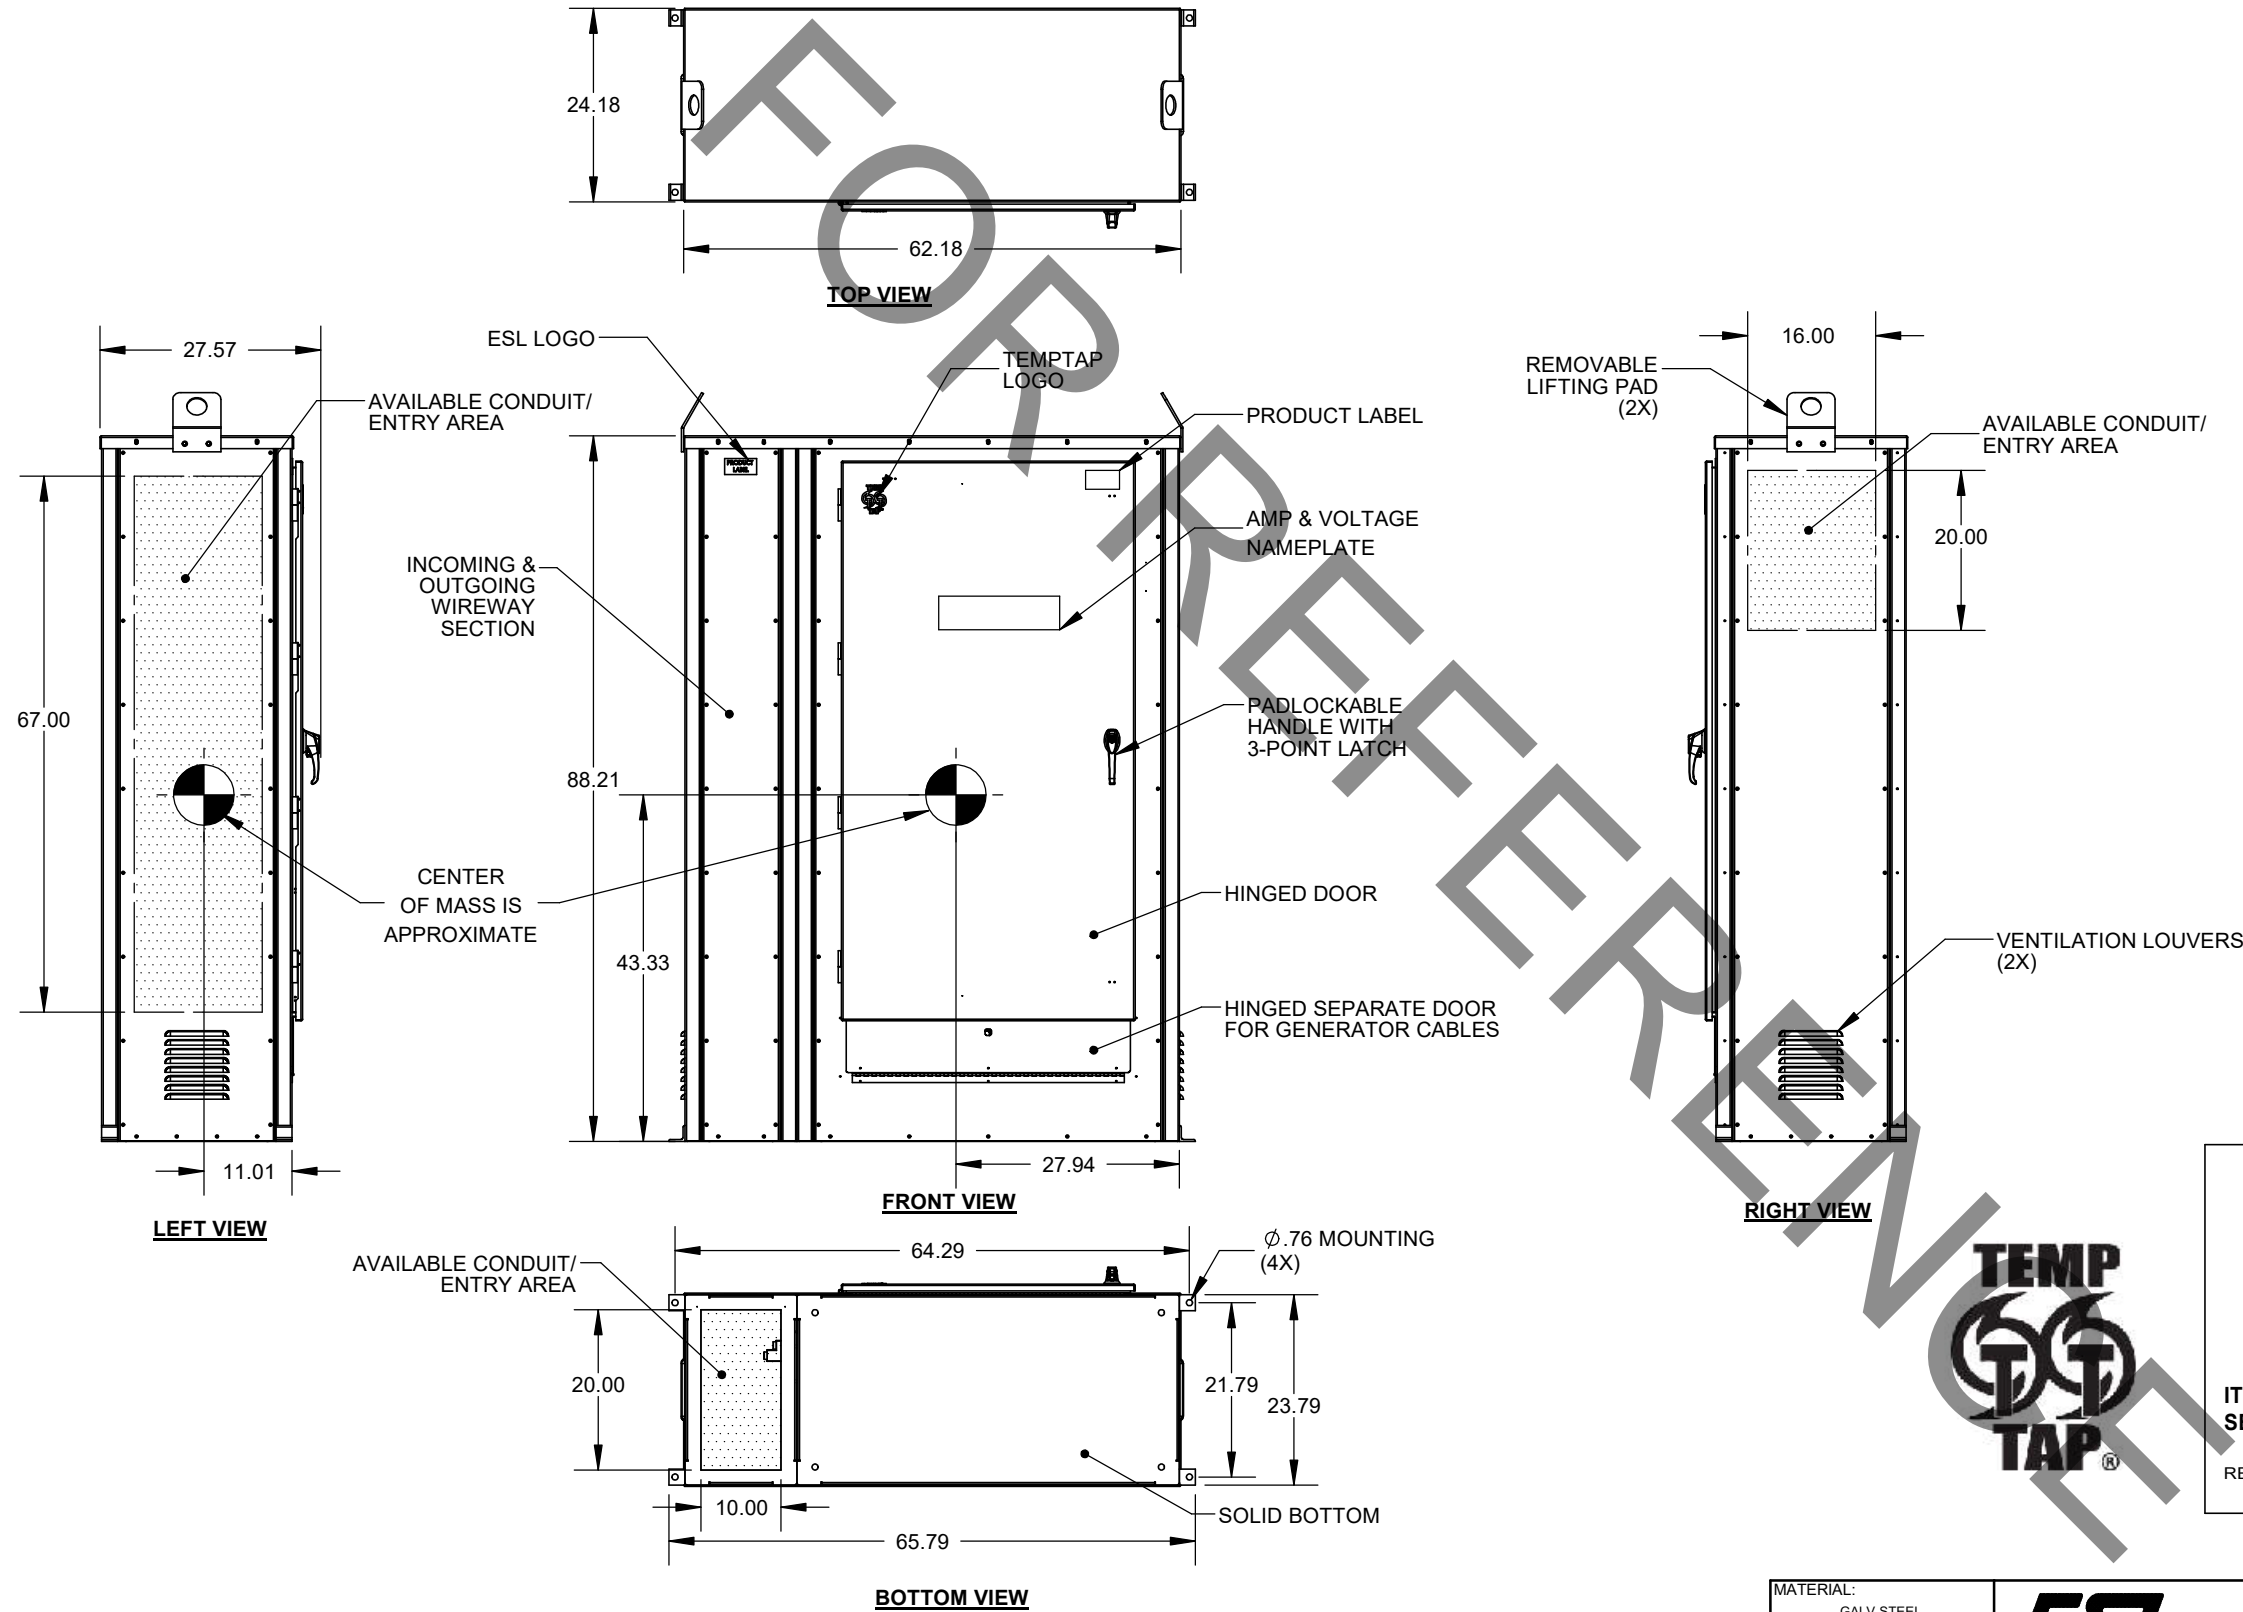 24.18
62.18
TOP VIEW
27.57
ESL LOGO
TEMPTAP
LOGO
AVAILABLE CONDUIT/
ENTRY AREA
PRODUCT LABEL
PRODUCT
LABEL
REMOVABLE
LIFTING PAD
(2X)
16.00
AVAILABLE CONDUIT/
ENTRY AREA
20.00
AMP & VOLTAGE
NAMEPLATE
INCOMING &
OUTGOING
WIREWAY
SECTION
67.00
88.21
PADLOCKABLE
HANDLE WITH
3-POINT LATCH
CENTER
OF MASS IS
APPROXIMATE
43.33
HINGED DOOR
HINGED SEPARATE DOOR
FOR GENERATOR CABLES
VENTILATION LOUVERS
(2X)
11.01
27.94
LEFT VIEW
FRONT VIEW
RIGHT VIEW
AVAILABLE CONDUIT/
ENTRY AREA
64.29
Ø.76 MOUNTING
(4X)
20.00
21.79
23.79
10.00
SOLID BOTTOM
65.79
BOTTOM VIEW
FOR REFERENCE
TEMP
TT
TAP®
IT
RE
MATERIAL:
GALV STEEL